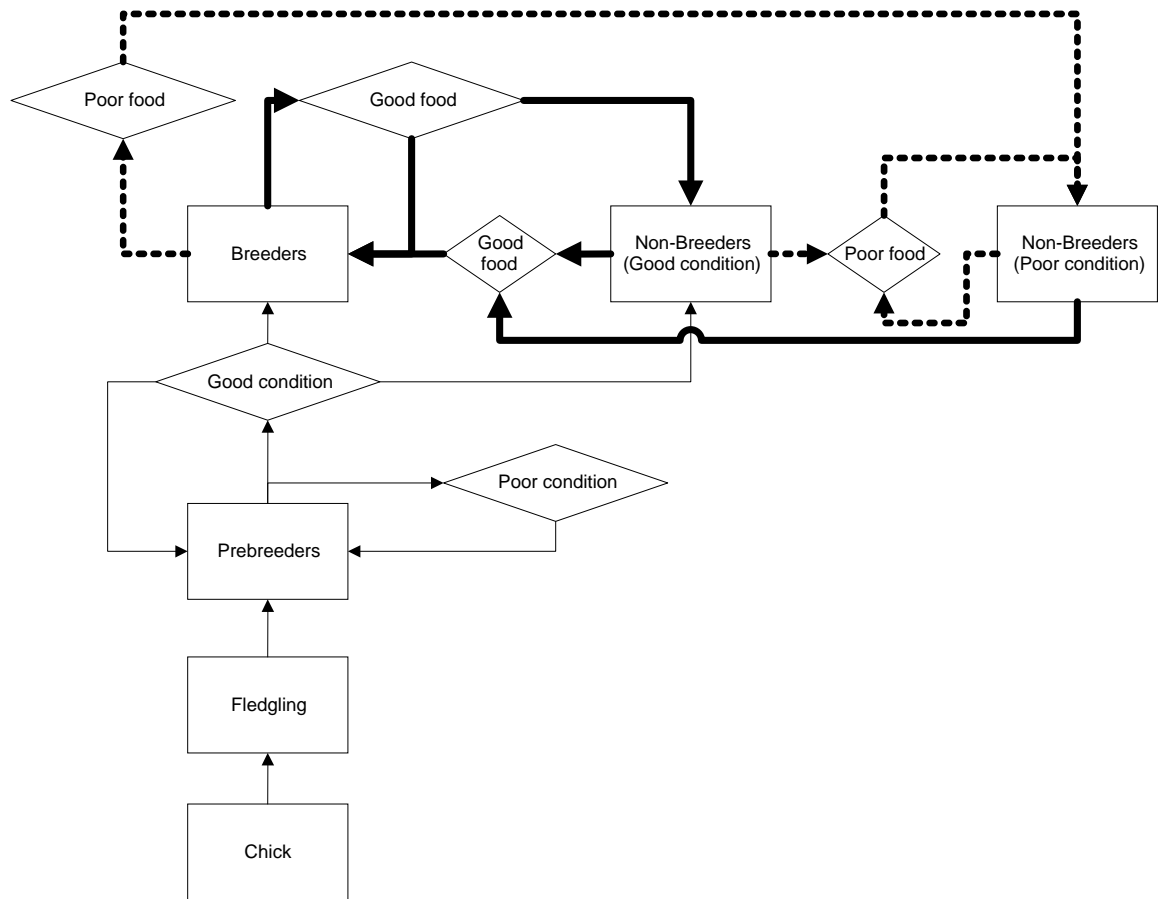 Poor food
Good food
Breeders
Good
food
Non-Breeders
(Good condition)
Poor food
Non-Breeders
(Poor condition)
Good condition
Poor condition
Prebreeders
Fledgling
Chick